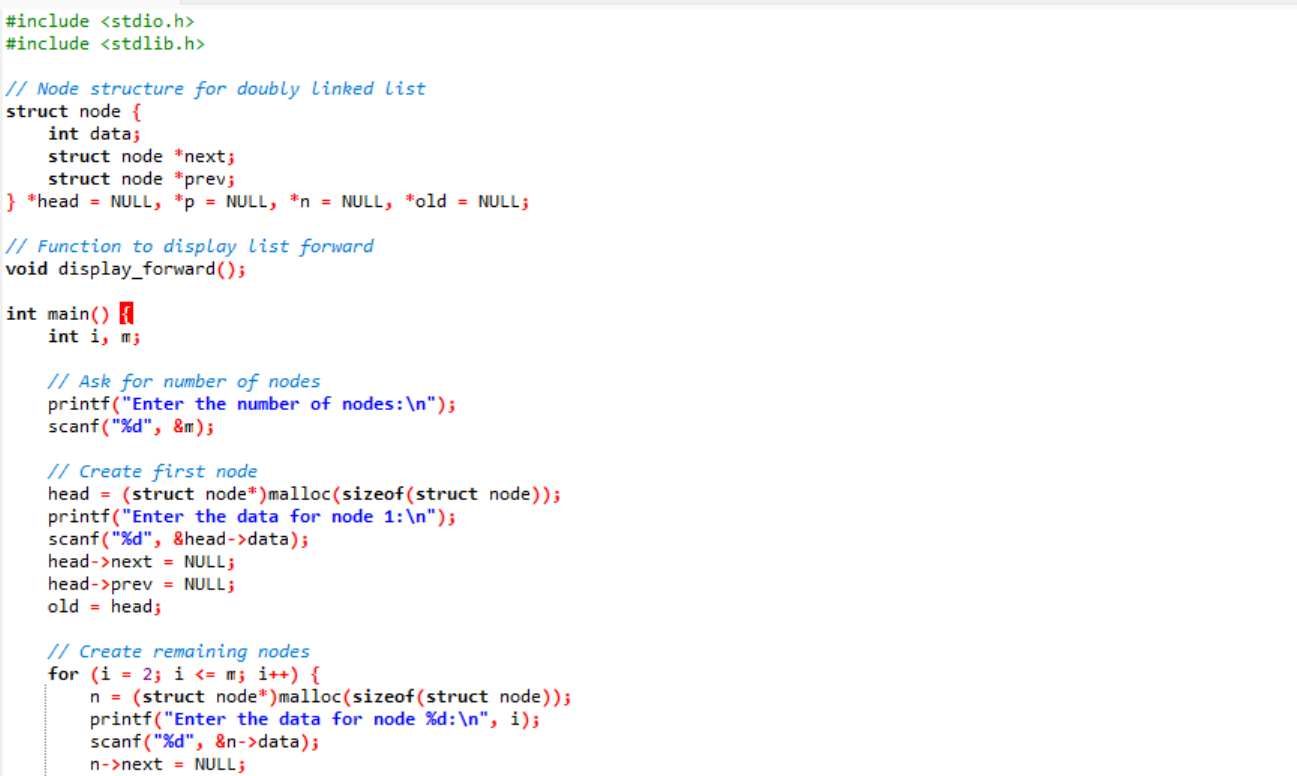 #include <stdio.h>
#include <stdlib.h>
// Node structure for doubly linked list
struct node {
    int data;
    struct node *next;
    struct node *prev;
} *head = NULL, *p = NULL, *n = NULL, *old = NULL;
// Function to display list forward
void display_forward();
int main() {
    int i, m;
    // Ask for number of nodes
    printf("Enter the number of nodes:\n");
    scanf("%d", &m);
    // Create first node
    head = (struct node*)malloc(sizeof(struct node));
    printf("Enter the data for node 1:\n");
    scanf("%d", &head->data);
    head->next = NULL;
    head->prev = NULL;
    old = head;
    // Create remaining nodes
    for (i = 2; i <= m; i++) {
        n = (struct node*)malloc(sizeof(struct node));
        printf("Enter the data for node %d:\n", i);
        scanf("%d", &n->data);
        n->next = NULL;